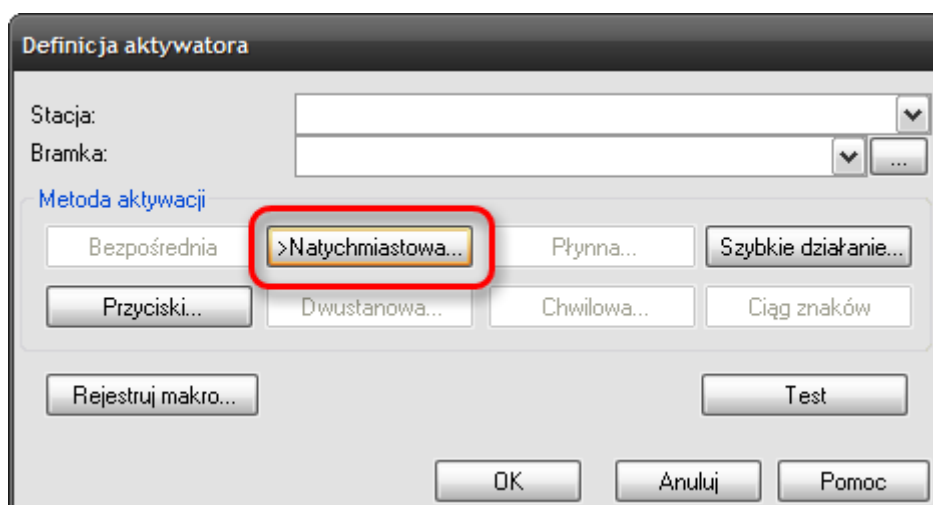 Definicja aktywatora
Stacja:
Bramka:
...
Metoda aktywacji
Bezpośrednia >Natychmiastowa... Płynna... Szybkie działanie...
Przyciski... Dwustanowa... Chwilowa... Ciąg znaków
Rejestruj makro... Test
OK Anuluj Pomoc